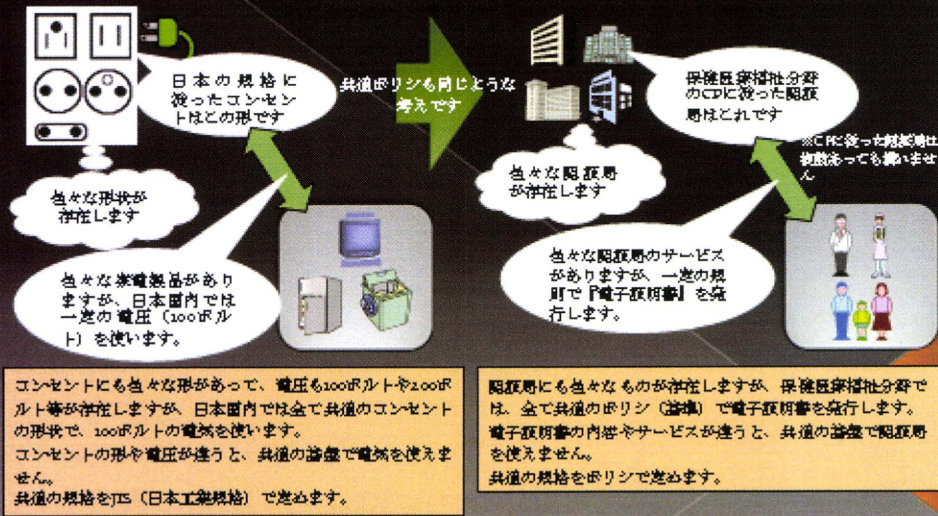 日本の規格に
渡ったコンセン
トはこの形です
共通ポリシも同じような
考えです
保健医療福祉分野
のCPに渡った認証
局はこれです
※CPに従った認証局は
複数あっても構いませ
ん
色々な形状が
存在します
色々な認証局
が存在します
色々な家電製品があり
ますが、日本国内では
一定の電圧（100ボル
ト）を使います。
色々な認証局のサービス
がありますが、一定の規
則で『電子証明書』を発
行します。
コンセントにも色々な形があって、電圧も100ボルトや200ボ
ルト等が存在しますが、日本国内では全て共通のコンセント
の形状で、100ボルトの電気を使います。
コンセントの形や電圧が違うと、共通の基盤で電気を使えま
せん。
共通の規格をJIS（日本工業規格）で定めます。
認証局にも色々なものが存在しますが、保健医療福祉分野で
は、全て共通のポリシ（基準）で電子証明書を発行します。
電子証明書の内容やサービスが違うと、共通の基盤で認証局
を使えません。
共通の規格をポリシで定めます。